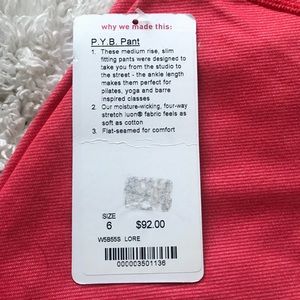 why we made this:
P.Y.B. Pant
1. These medium rise, slim
fitting pants were designed to
take you from the studio to
the street - the ankle length
makes them perfect for
pilates, yoga and barre
inspired classes
2. Our moisture-wicking, four-way
stretch luon® fabric feels as
soft as cotton
3. Flat-seamed for comfort
SIZE
6 $92.00
W5865S LORE
000003501136